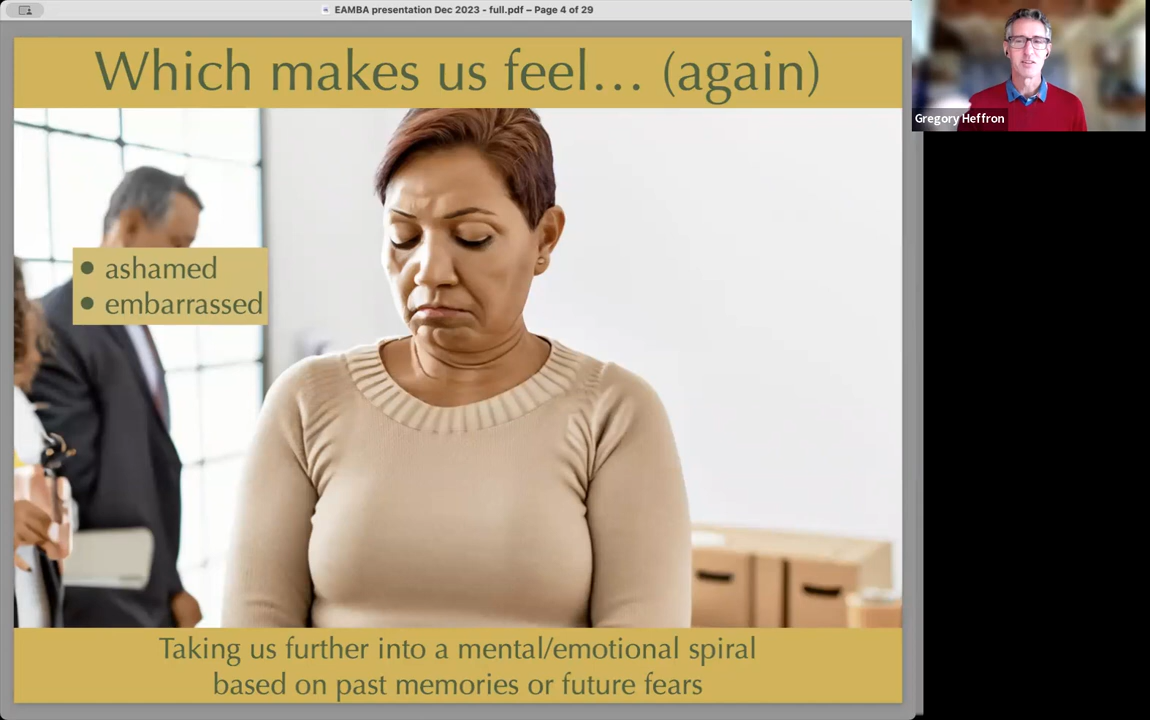 EAMBA presentation Dec 2023 - full.pdf – Page 4 of 29
Which makes us feel… (again)
Gregory Heffron
• ashamed
• embarrassed
Taking us further into a mental/emotional spiral
based on past memories or future fears